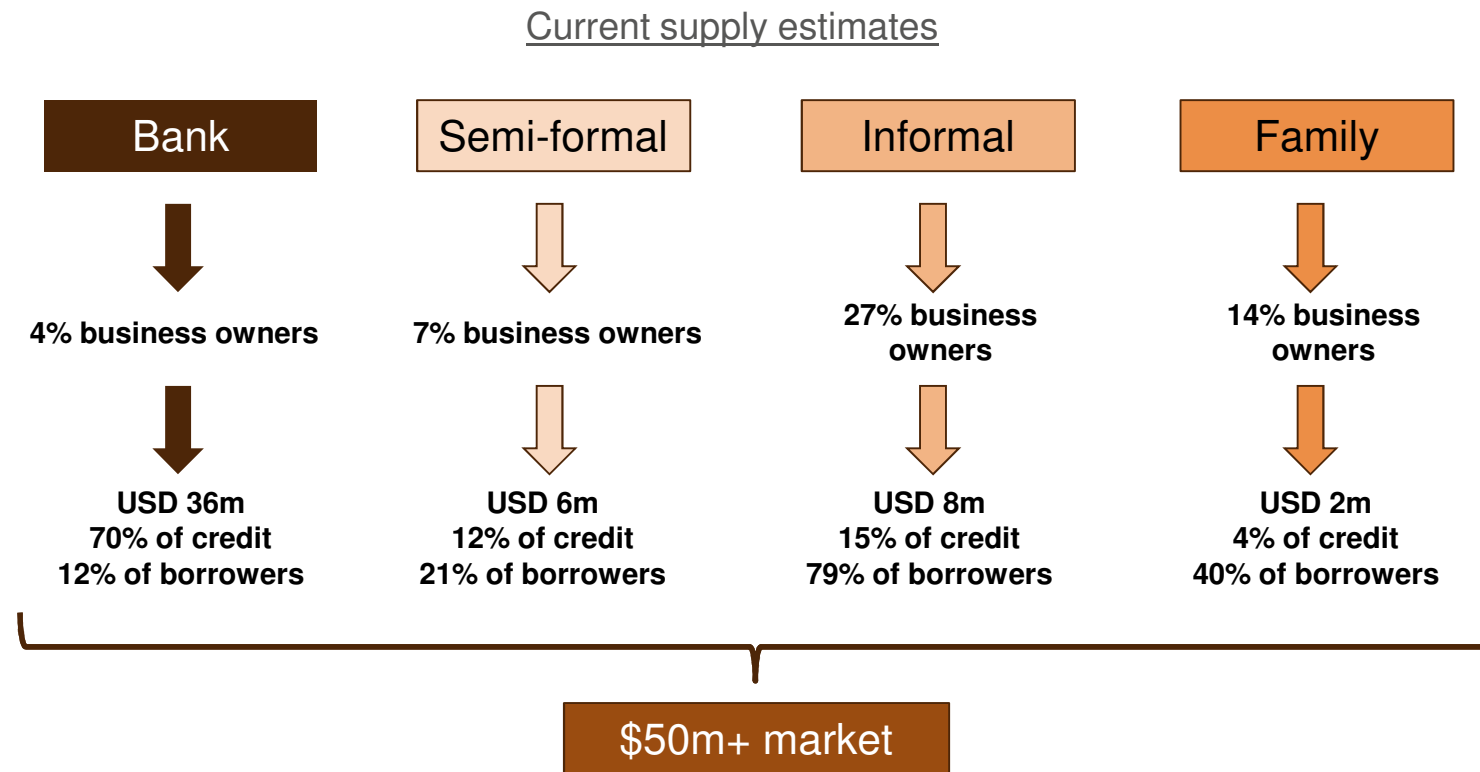 Current supply estimates
Bank
Semi-formal
Informal
Family
4% business owners
7% business owners
27% business
owners
14% business
owners
USD 36m
70% of credit
12% of borrowers
USD 6m
12% of credit
21% of borrowers
USD 8m
15% of credit
79% of borrowers
USD 2m
4% of credit
40% of borrowers
$50m+ market